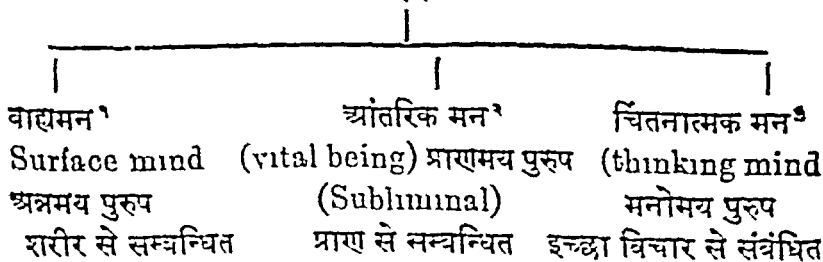 वाह्यमन¹ आंतरिक मन² चिंतनात्मक मन³
Surface mind (vital being) प्राणमय पुरुष (thinking mind
अन्नमय पुरुष (Subliminal) मनोमय पुरुष
शरीर से सम्बन्धित प्राण से सम्बन्धित इच्छा विचार से संबंधित